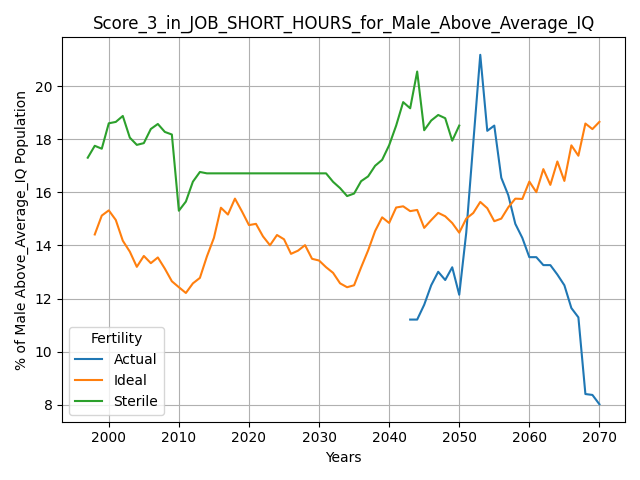 Score_3_in_JOB_SHORT_HOURS_for_Male_Above_Average_IQ
% of Male Above_Average_IQ Population
20
18
16
14
12
10
8
Fertility
Actual
Ideal
Sterile
2000 2010 2020 2030 2040 2050 2060 2070
Years